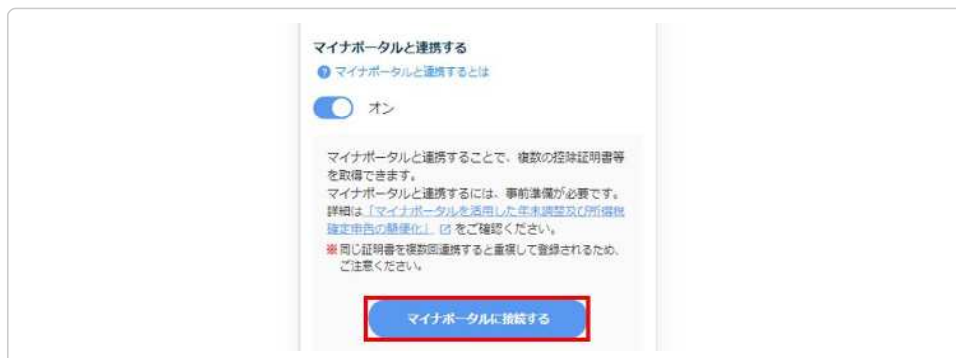 マイナポータルと連携する
? マイナポータルと連携するとは
オン
マイナポータルと連携することで、複数の控除証明書等
を取得できます。
マイナポータルと連携するには、事前準備が必要です。
詳細は「マイナポータルを活用した年末調整及び所得税
確定申告の簡便化」 をご確認ください。
※同じ証明書を複数回連携すると重複して登録されるため、
ご注意ください。
マイナポータルに接続する